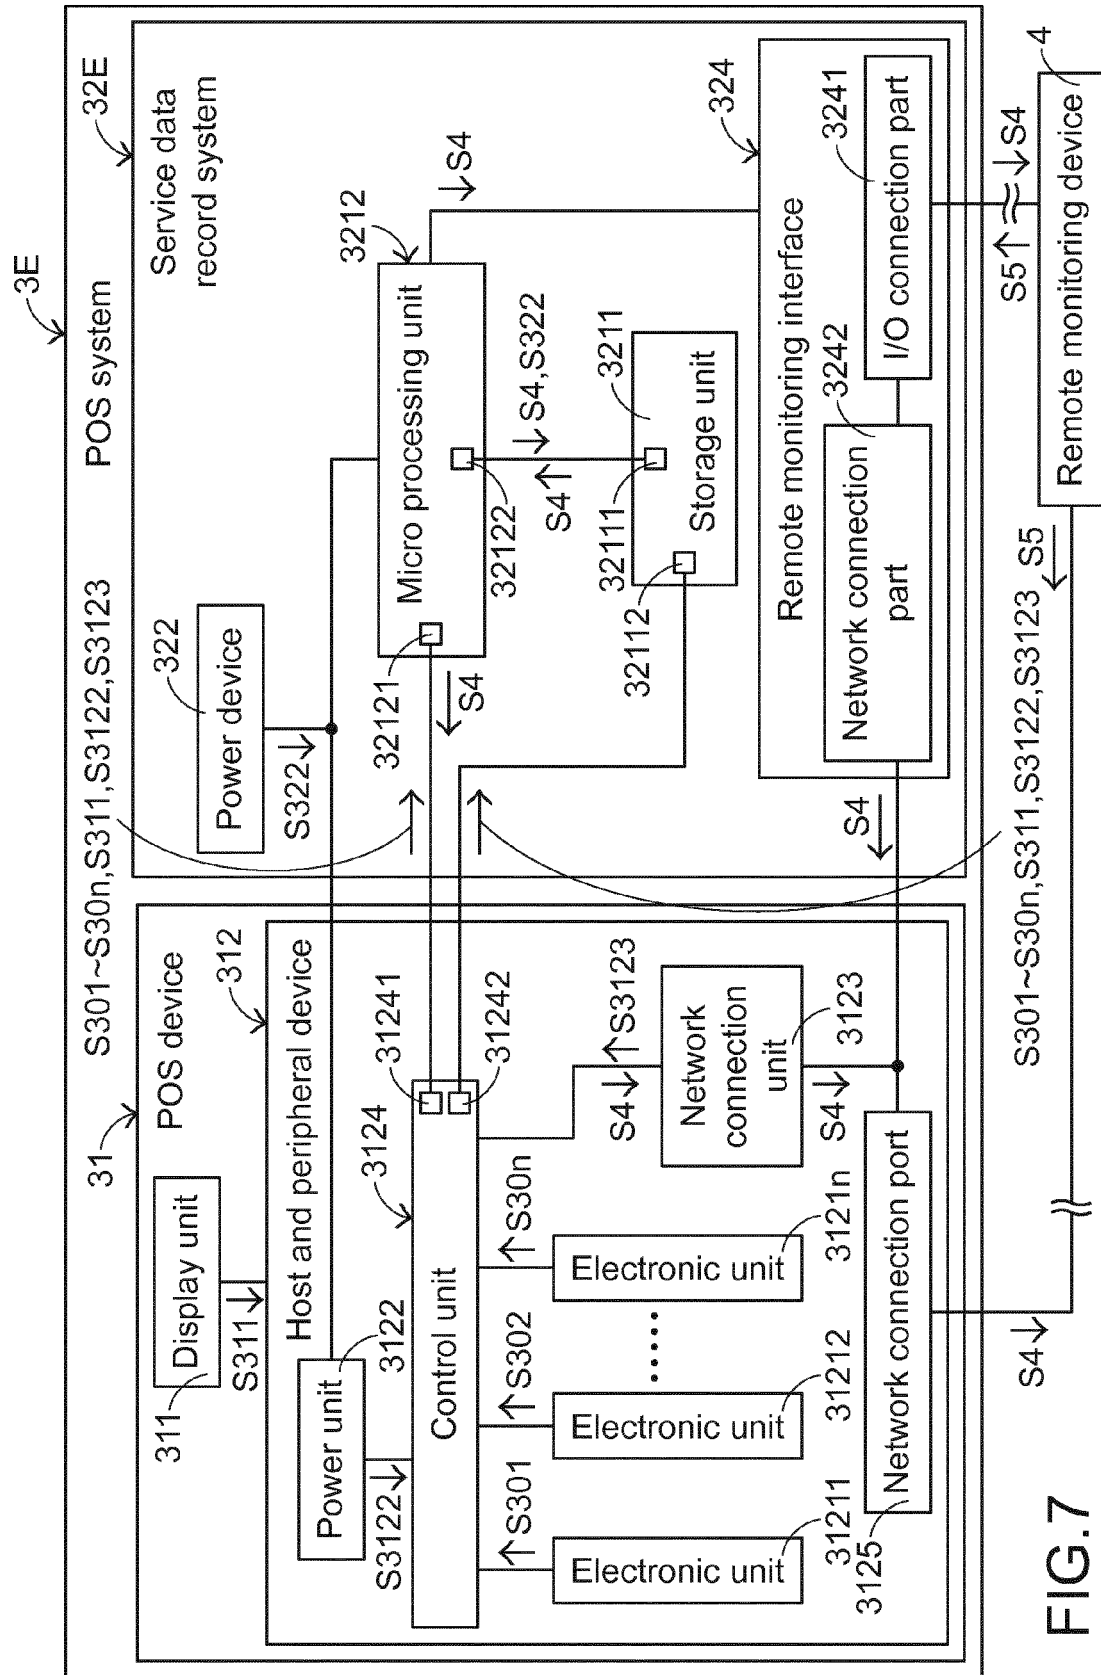 3E
POS system
32E
Service data
record system
S301~S30n,S311,S3122,S3123
31
POS device
Display unit
311
S311
312
Host and peripheral device
322
Power device
S322
Power unit
3122
S3122
3124
Control unit
31241
31242
32121
S4
3212
Micro processing unit
32122
S4
S4,S322
S4
32111
32112
3211
Storage unit
324
Remote monitoring interface
3242
Network connection
part
3241
I/O connection part
S4
S301
S302
S30n
S4
S3123
Network
connection
unit
3123
S4
Electronic unit
31211
Electronic unit
31212
......
Electronic unit
3121n
3125
Network connection port
S4
S301~S30n,S311,S3122,S3123
S5
S5
S4
4
Remote monitoring device
FIG.7